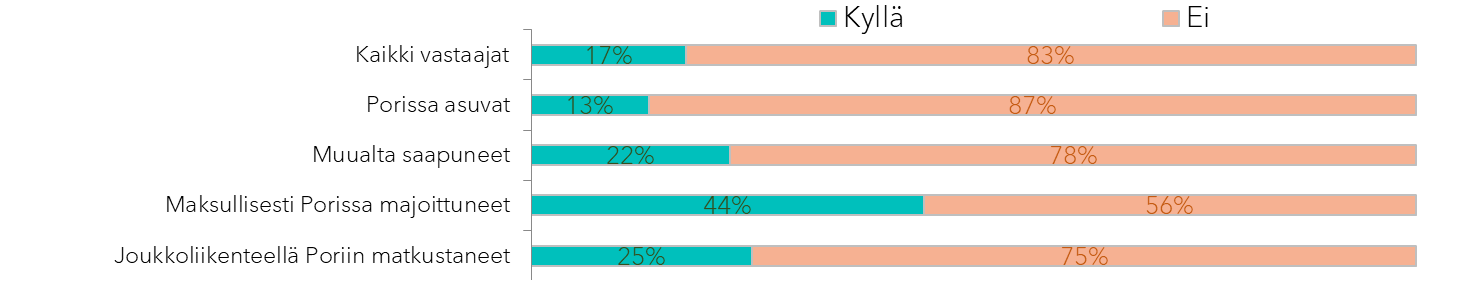 Kyllä Ei
Kaikki vastaajat 17% 83%
Porissa asuvat 13% 87%
Muualta saapuneet 22% 78%
Maksullisesti Porissa majoittuneet 44% 56%
Joukkoliikenteellä Poriin matkustaneet 25% 75%